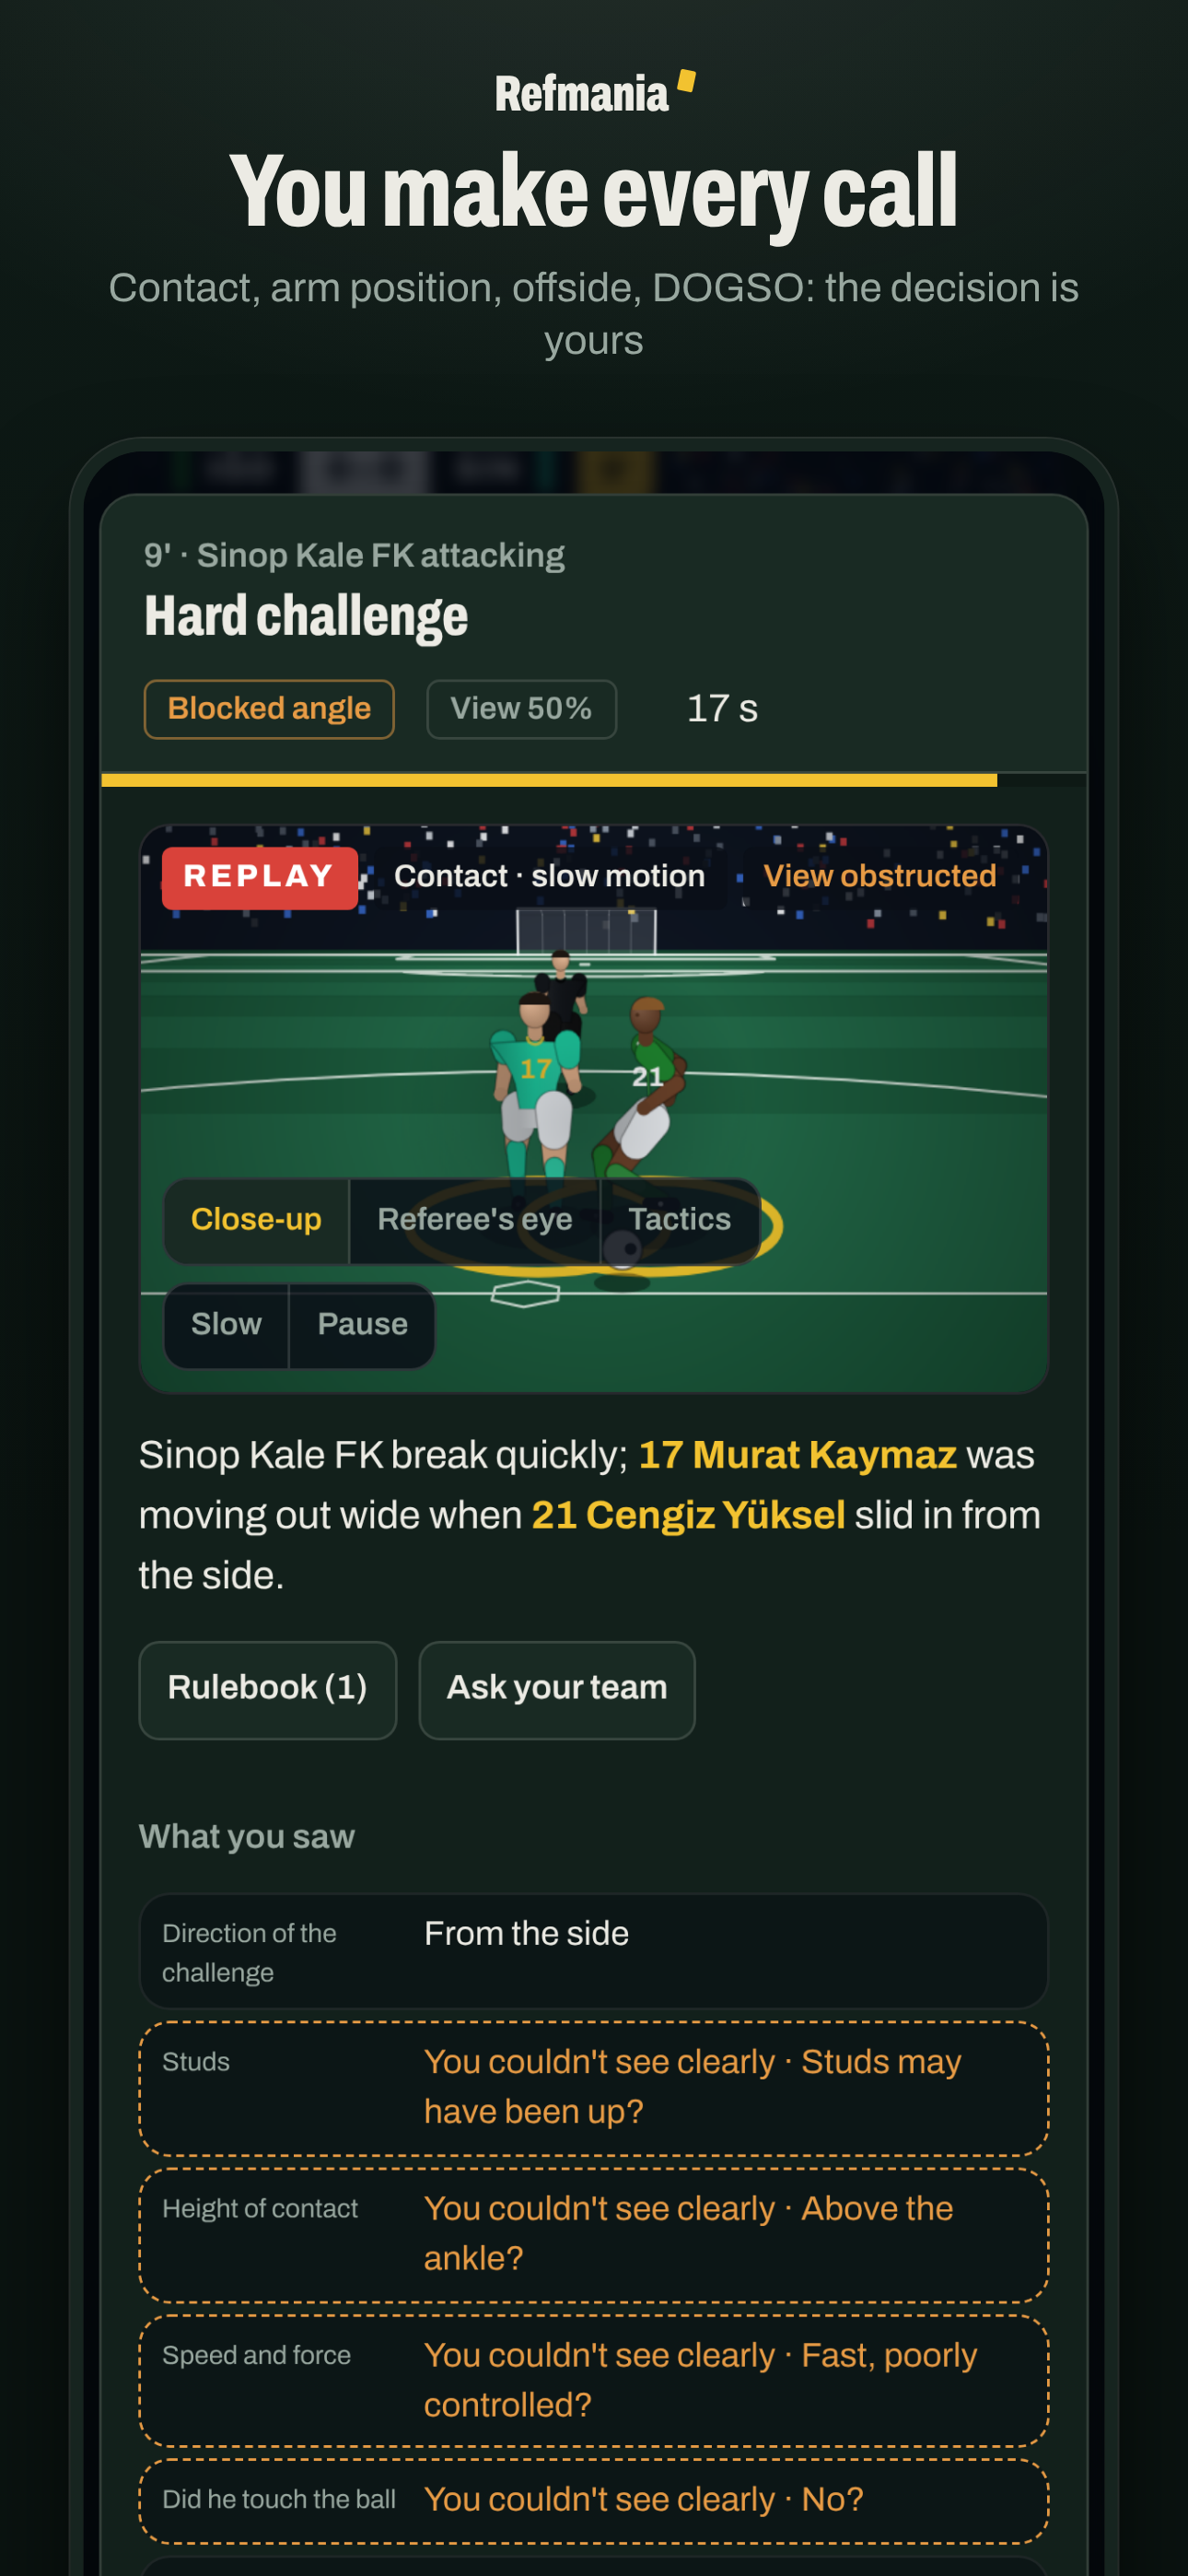 Refmania
You make every call
Contact, arm position, offside, DOGSO: the decision is
yours
9' · Sinop Kale FK attacking
Hard challenge
Blocked angle
View 50%
17 s
REPLAY
Contact · slow motion
View obstructed
17
21
Close-up
Referee's eye
Tactics
Slow
Pause
Sinop Kale FK break quickly; 17 Murat Kaymaz was
moving out wide when 21 Cengiz Yüksel slid in from
the side.
Rulebook (1)
Ask your team
What you saw
Direction of the
challenge
From the side
Studs
You couldn't see clearly · Studs may
have been up?
Height of contact
You couldn't see clearly · Above the
ankle?
Speed and force
You couldn't see clearly · Fast, poorly
controlled?
Did he touch the ball
You couldn't see clearly · No?